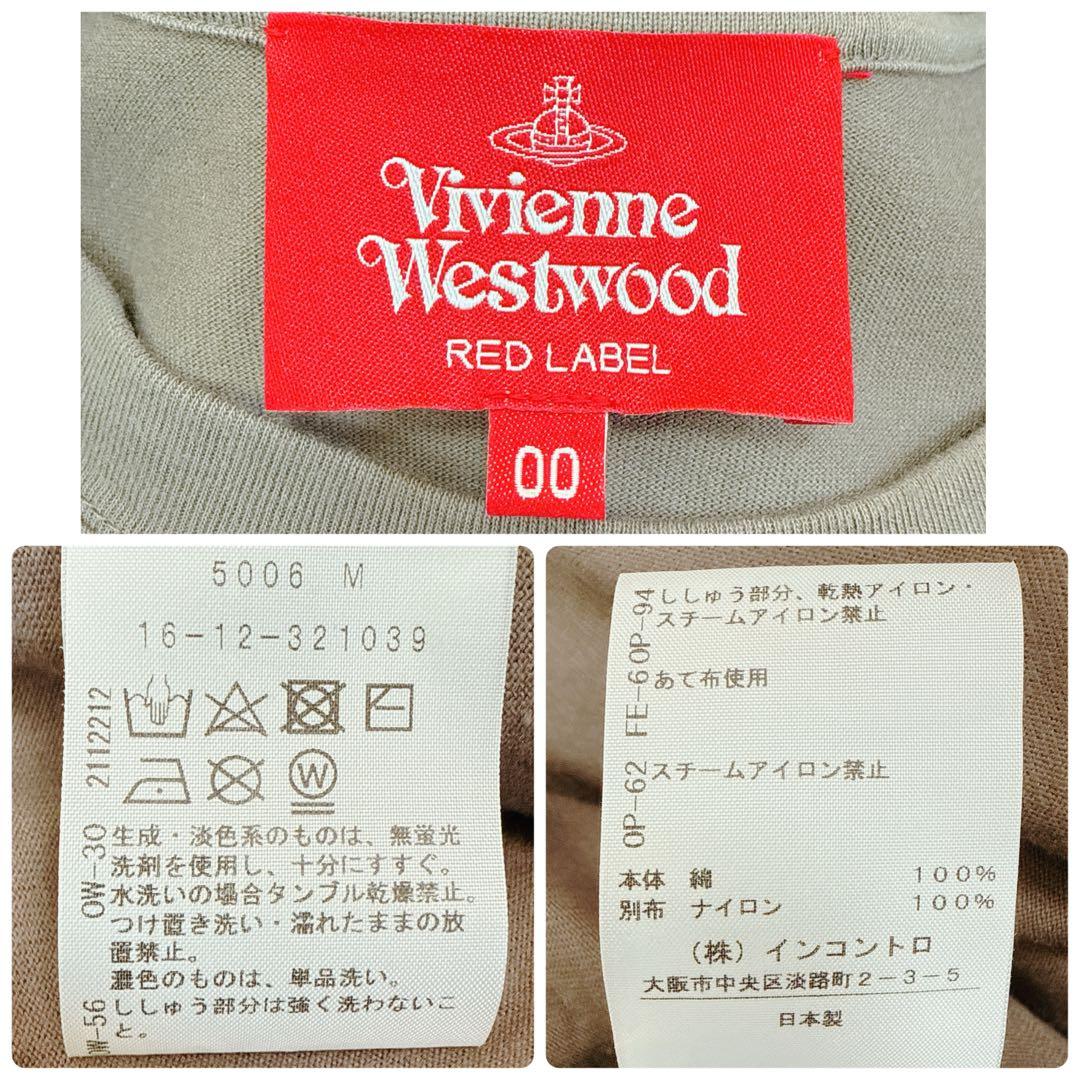 Vivienne
Westwood
RED LABEL
00
5006 M
16-12-321039
2112212
W
OW-30
生成・淡色系のものは、無蛍光
洗剤を使用し、十分にすすぐ。
水洗いの場合タンブル乾燥禁止。
つけ置き洗い・濡れたままの放
置禁止。
濃色のものは、単品洗い。
OW-56
ししゅう部分は強く洗わないこ
と。
OP-94
ししゅう部分、乾熱アイロン・
スチームアイロン禁止
FE-6
あて布使用
OP-62
スチームアイロン禁止
本体 綿 100%
別布 ナイロン 100%
(株) インコントロ
大阪市中央区淡路町2-3-5
日本製